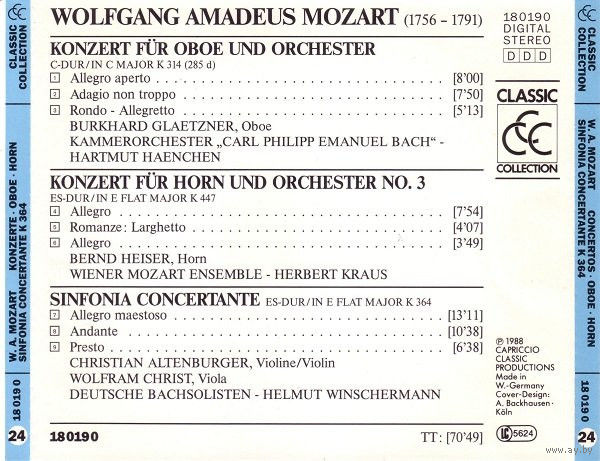 WOLFGANG AMADEUS MOZART (1756 – 1791)
KONZERT FÜR OBOE UND ORCHESTER
C-DUR/IN C MAJOR K 314 (285 d)
1 Allegro aperto [8'00]
2 Adagio non troppo [7'50]
3 Rondo - Allegretto [5'13]
BURKHARD GLAETZNER, Oboe
KAMMERORCHESTER „CARL PHILIPP EMANUEL BACH“ -
HARTMUT HAENCHEN
KONZERT FÜR HORN UND ORCHESTER NO. 3
ES-DUR/IN E FLAT MAJOR K 447
4 Allegro [7'54]
5 Romanze: Larghetto [4'07]
6 Allegro [3'49]
BERND HEISER, Horn
WIENER MOZART ENSEMBLE - HERBERT KRAUS
SINFONIA CONCERTANTE ES-DUR/IN E FLAT MAJOR K 364
7 Allegro maestoso [13'11]
8 Andante [10'38]
9 Presto [6'38]
CHRISTIAN ALTENBURGER, Violine/Violin
WOLFRAM CHRIST, Viola
DEUTSCHE BACHSOLISTEN - HELMUT WINSCHERMANN
180190 TT: [70'49]
180190
DIGITAL
STEREO
D D D
CLASSIC
CCC
COLLECTION
℗ 1988
CAPRICCIO
CLASSIC
PRODUCTIONS
Made in
W.-Germany
Cover-Design:
A. Backhausen ·
Köln
LC 5624
CLASSIC
COLLECTION
W. A. MOZART KONZERTE · OBOE · HORN
SINFONIA CONCERTANTE K 364
18 019 0
24
CLASSIC
COLLECTION
CCC
W. A. MOZART CONCERTOS · OBOE · HORN
SINFONIA CONCERTANTE K 364
18 019 0
24
www.ay.by